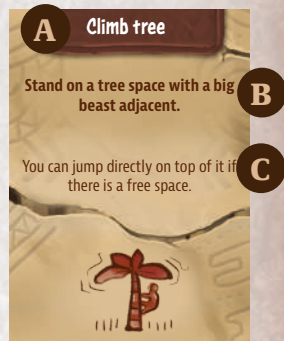 A
Climb tree
Stand on a tree space with a big
beast adjacent.
B
You can jump directly on top of it if
there is a free space.
C